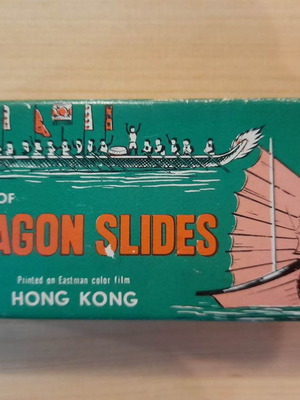 OF
AGON SLIDES
Printed on Eastman color film
HONG KONG